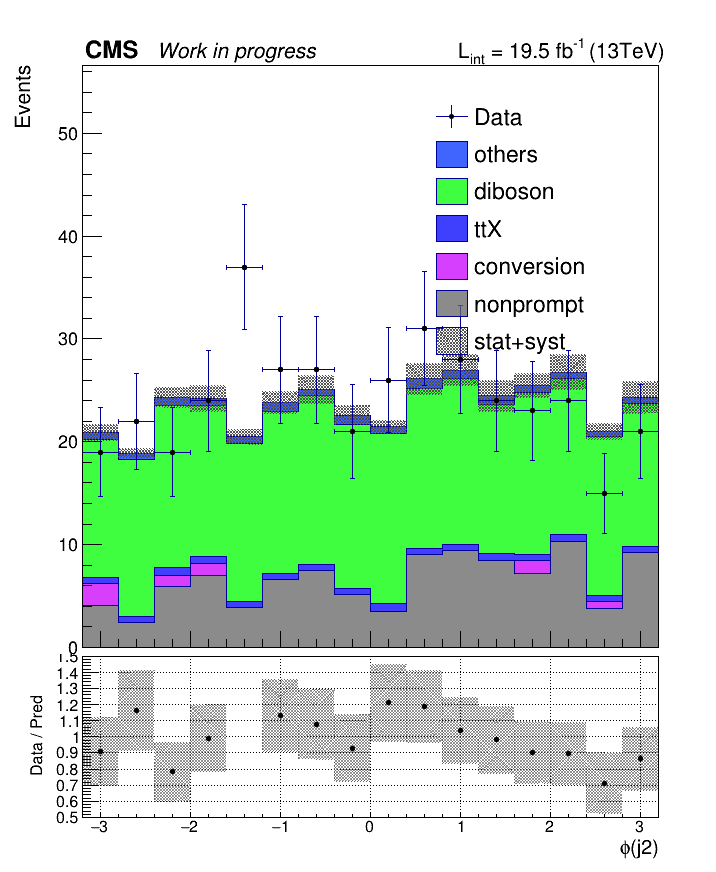 CMS Work in progress L_int = 19.5 fb^-1 (13TeV)
Events
50
40
30
20
10
0
Data
others
diboson
ttX
conversion
nonprompt
stat+syst
Data / Pred
1.5
1.4
1.3
1.2
1.1
1
0.9
0.8
0.7
0.6
0.5
−3 −2 −1 0 1 2 3
ϕ(j2)